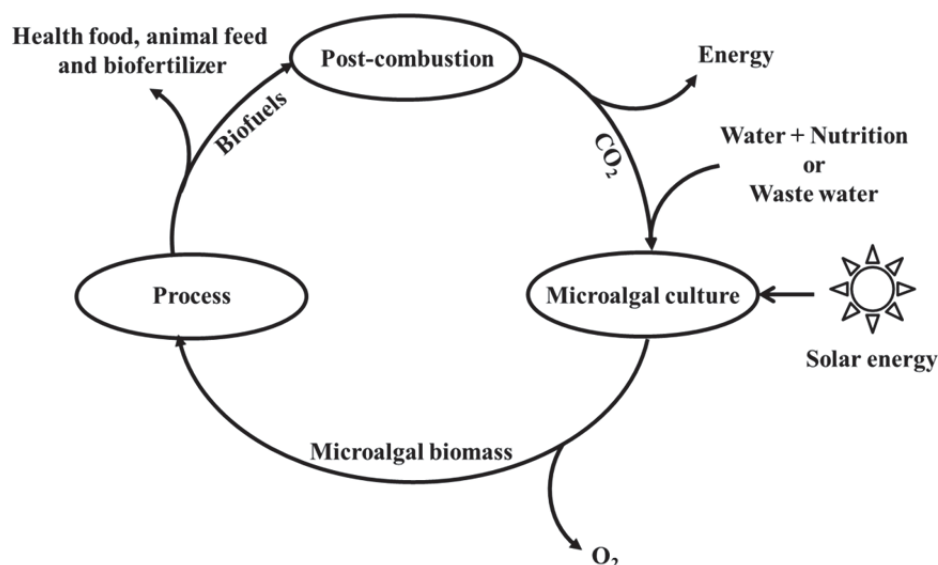 Health food, animal feed
and biofertilizer
Post-combustion
Energy
Biofuels
CO₂
Water + Nutrition
or
Waste water
Process
Microalgal culture
Solar energy
Microalgal biomass
O₂